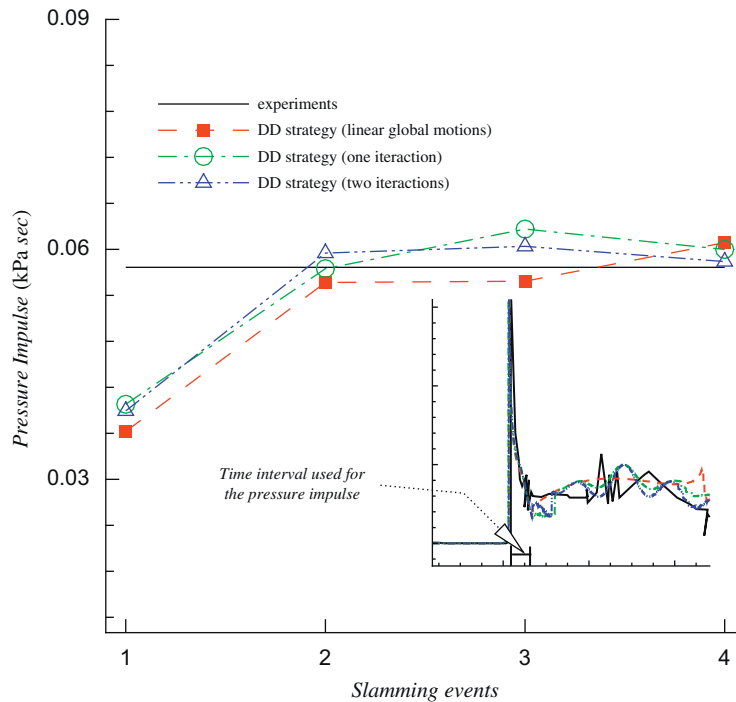 0.09
experiments
DD strategy (linear global motions)
DD strategy (one iteraction)
DD strategy (two iteractions)
0.06
Pressure Impulse (kPa sec)
Time interval used for
the pressure impulse
0.03
1 2 3 4
Slamming events